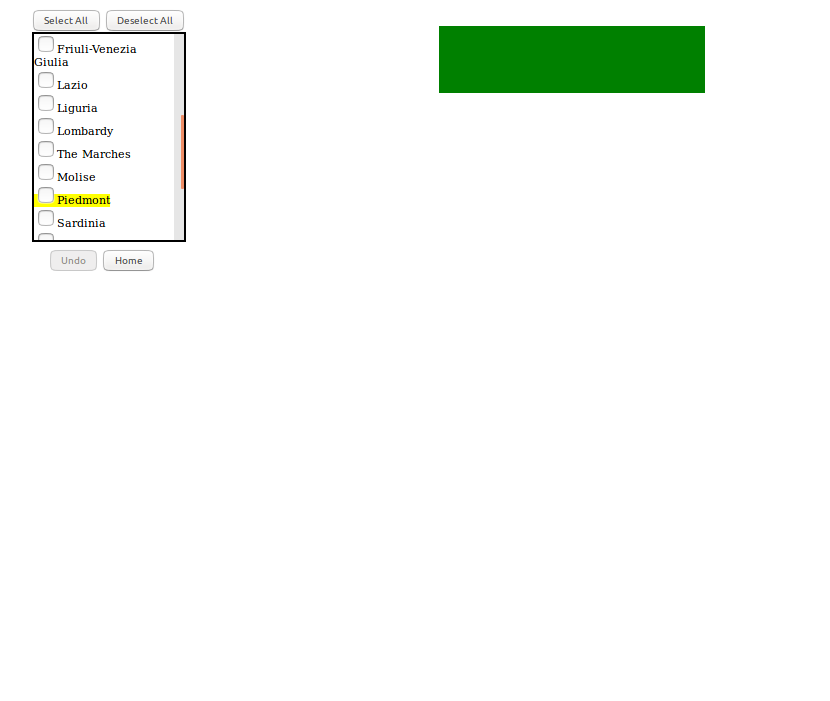 Select All Deselect All
Friuli-Venezia
Giulia
Lazio
Liguria
Lombardy
The Marches
Molise
Piedmont
Sardinia
Undo Home